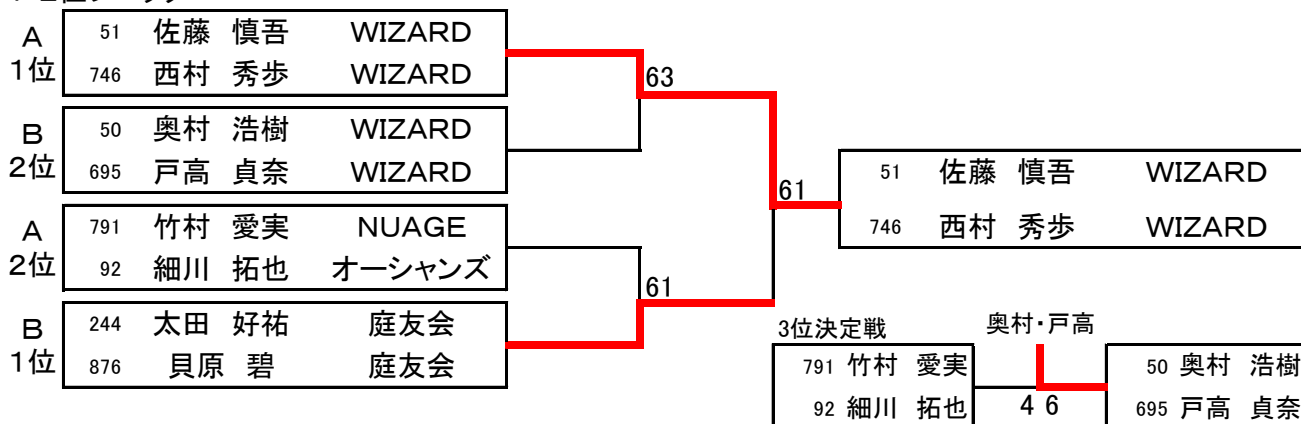 A
1位
51 佐藤 慎吾 WIZARD
746 西村 秀歩 WIZARD
63
B
2位
50 奥村 浩樹 WIZARD
695 戸高 貞奈 WIZARD
61
51 佐藤 慎吾 WIZARD
746 西村 秀歩 WIZARD
A
2位
791 竹村 愛実 NUAGE
92 細川 拓也 オーシャンズ
61
B
1位
244 太田 好祐 庭友会
876 貝原 碧 庭友会
3位決定戦
奥村・戸高
791 竹村 愛実
92 細川 拓也
4 6
50 奥村 浩樹
695 戸高 貞奈